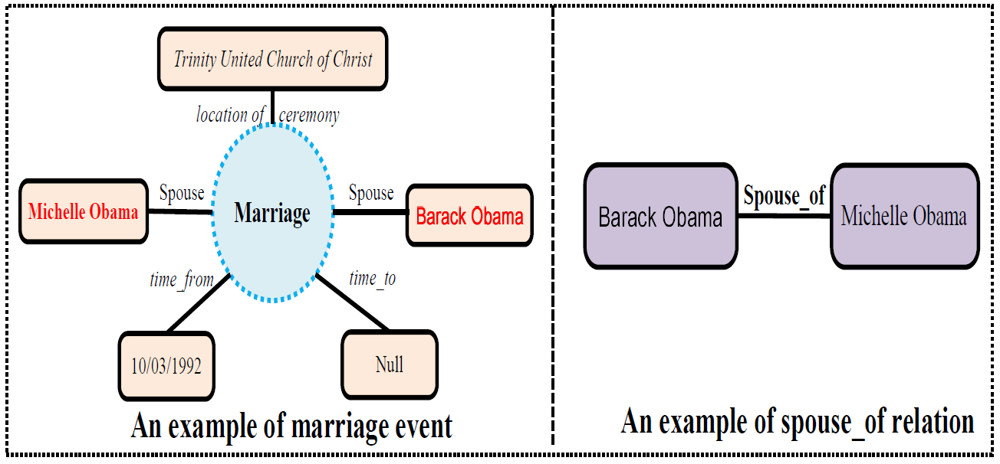 Trinity United Church of Christ
location of ceremony
Michelle Obama
Spouse
Marriage
Spouse
Barack Obama
time_from
time_to
10/03/1992
Null
An example of marriage event
Barack Obama
Spouse_of
Michelle Obama
An example of spouse_of relation